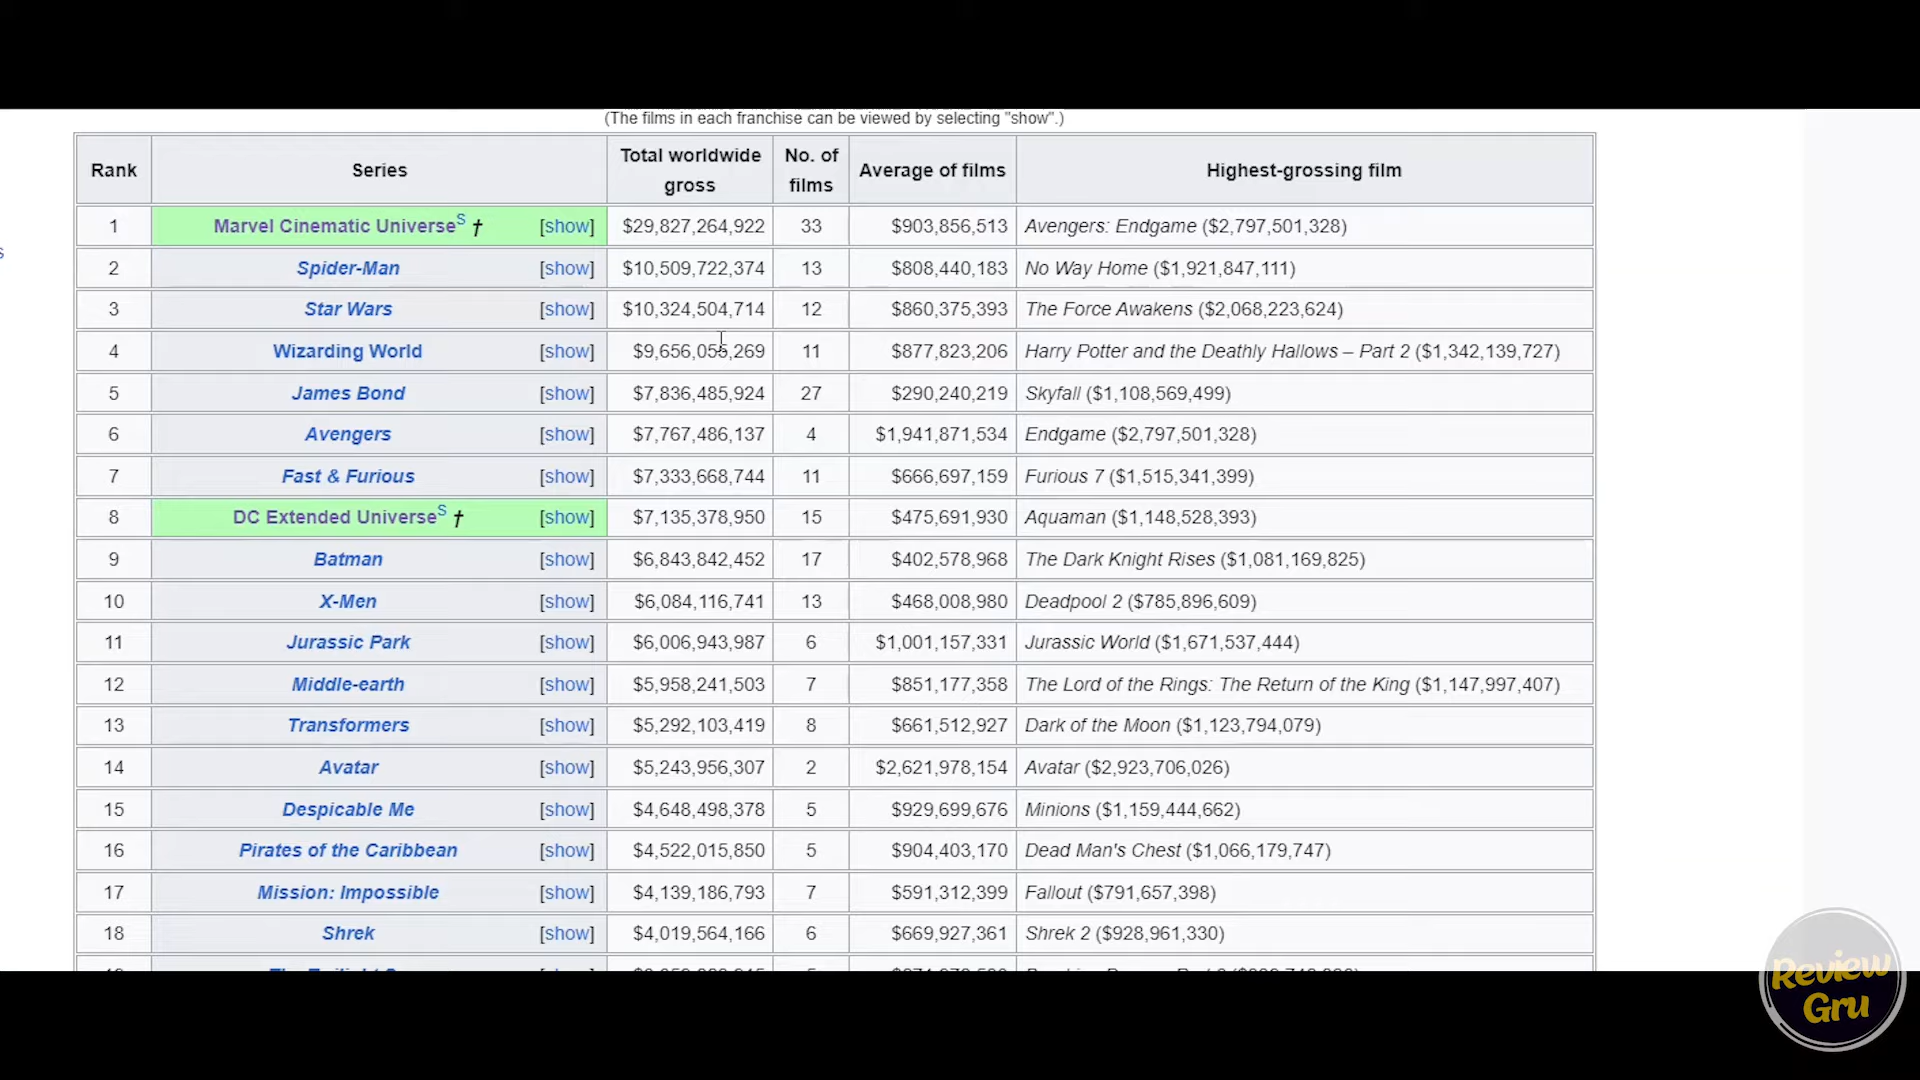 (The films in each franchise can be viewed by selecting "show".)
Rank Series Total worldwide gross No. of films Average of films Highest-grossing film
1 Marvel Cinematic Universe S † [show] $29,827,264,922 33 $903,856,513 Avengers: Endgame ($2,797,501,328)
2 Spider-Man [show] $10,509,722,374 13 $808,440,183 No Way Home ($1,921,847,111)
3 Star Wars [show] $10,324,504,714 12 $860,375,393 The Force Awakens ($2,068,223,624)
4 Wizarding World [show] $9,656,055,269 11 $877,823,206 Harry Potter and the Deathly Hallows – Part 2 ($1,342,139,727)
5 James Bond [show] $7,836,485,924 27 $290,240,219 Skyfall ($1,108,569,499)
6 Avengers [show] $7,767,486,137 4 $1,941,871,534 Endgame ($2,797,501,328)
7 Fast & Furious [show] $7,333,668,744 11 $666,697,159 Furious 7 ($1,515,341,399)
8 DC Extended Universe S † [show] $7,135,378,950 15 $475,691,930 Aquaman ($1,148,528,393)
9 Batman [show] $6,843,842,452 17 $402,578,968 The Dark Knight Rises ($1,081,169,825)
10 X-Men [show] $6,084,116,741 13 $468,008,980 Deadpool 2 ($785,896,609)
11 Jurassic Park [show] $6,006,943,987 6 $1,001,157,331 Jurassic World ($1,671,537,444)
12 Middle-earth [show] $5,958,241,503 7 $851,177,358 The Lord of the Rings: The Return of the King ($1,147,997,407)
13 Transformers [show] $5,292,103,419 8 $661,512,927 Dark of the Moon ($1,123,794,079)
14 Avatar [show] $5,243,956,307 2 $2,621,978,154 Avatar ($2,923,706,026)
15 Despicable Me [show] $4,648,498,378 5 $929,699,676 Minions ($1,159,444,662)
16 Pirates of the Caribbean [show] $4,522,015,850 5 $904,403,170 Dead Man's Chest ($1,066,179,747)
17 Mission: Impossible [show] $4,139,186,793 7 $591,312,399 Fallout ($791,657,398)
18 Shrek [show] $4,019,564,166 6 $669,927,361 Shrek 2 ($928,961,330)
Review
Gru